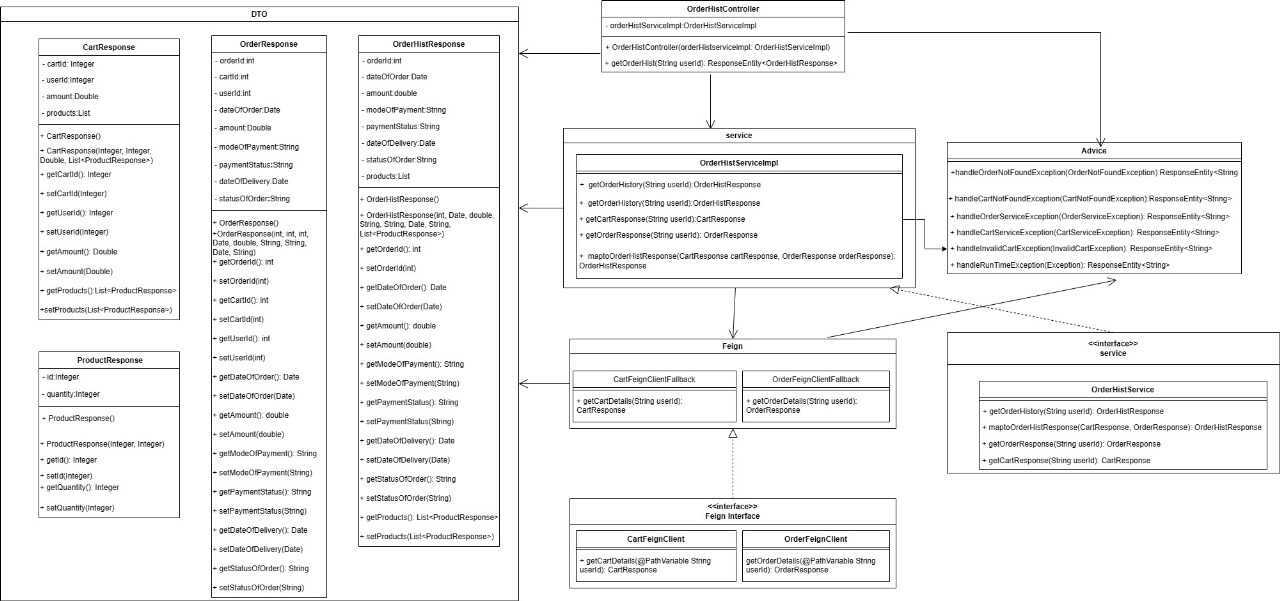 DTO
CartResponse
- cartId: Integer
- userId:Integer
- amount:Double
- products:List
+ CartResponse()
+ CartResponse(Integer, Integer,
Double, List<ProductResponse>)
+ getCartId(): Integer
+ setCartId(Integer)
+ getUserId(): Integer
+ setUserId(Integer)
+ getAmount(): Double
+ setAmount(Double)
+ getProducts():List<ProductResponse>
+setProducts(List<ProductResponse>)
ProductResponse
- id:Integer
- quantity:Integer
+ ProductResponse()
+ ProductResponse(Integer, Integer)
+ getId(): Integer
+ setId(Integer)
+ getQuantity(): Integer
+ setQuantity(Integer)
OrderResponse
- orderId:int
- cartId:int
- userId:int
- dateOfOrder:Date
- amount:Double
- modeOfPayment:String
- paymentStatus:String
- dateOfDelivery:Date
- statusOfOrder:String
+ OrderResponse()
+OrderResponse(int, int, int,
Date, double, String, String,
Date, String)
+ getOrderId(): int
+ setOrderId(int)
+ getCartId(): int
+ setCartId(int)
+ getUserId(): int
+ setUserId(int)
+ getDateOfOrder(): Date
+ setDateOfOrder(Date)
+ getAmount(): double
+ setAmount(double)
+ getModeOfPayment(): String
+ setModeOfPayment(String)
+ getPaymentStatus(): String
+ setPaymentStatus(String)
+ getDateOfDelivery(): Date
+ setDateOfDelivery(Date)
+ getStatusOfOrder(): String
+ setStatusOfOrder(String)
OrderHistResponse
- orderId:int
- dateOfOrder:Date
- amount:double
- modeOfPayment:String
- paymentStatus:String
- dateOfDelivery:Date
- statusOfOrder:String
- products:List
+ OrderHistResponse()
+ OrderHistResponse(int, Date, double,
String, String, Date, String,
List<ProductResponse>)
+ getOrderId(): int
+ setOrderId(int)
+ getDateOfOrder(): Date
+ setDateOfOrder(Date)
+ getAmount(): double
+ setAmount(double)
+ getModeOfPayment(): String
+ setModeOfPayment(String)
+ getPaymentStatus(): String
+ setPaymentStatus(String)
+ getDateOfDelivery(): Date
+ setDateOfDelivery(Date)
+ getStatusOfOrder(): String
+ setStatusOfOrder(String)
+ getProducts(): List<ProductResponse>
+ setProducts(List<ProductResponse>)
OrderHistController
- orderHistServiceImpl:OrderHistServiceImpl
+ OrderHistController(orderHistserviceImpl: OrderHistServiceImpl)
+ getOrderHist(String userId): ResponseEntity<OrderHistResponse>
service
OrderHistServiceImpl
+ getOrderHistory(String userId):OrderHistResponse
+ getOrderHistory(String userId):OrderHistResponse
+ getCartResponse(String userId):CartResponse
+ getOrderResponse(String userId): OrderResponse
+ maptoOrderHistResponse(CartResponse cartResponse, OrderResponse orderResponse):
OrderHistResponse
Advice
+handleOrderNotFoundException(OrderNotFoundException) ResponseEntity<String
+ handleCartNotFoundException(CartNotFoundException):ResponseEntity<String>
+ handleOrderServiceException(OrderServiceException): ResponseEntity<String>
+ handleCartServiceException(CartServiceException): ResponseEntity<String>
+ handleInvalidCartException(InvalidCartException): ResponseEntity<String>
+ handleRunTimeException(Exception): ResponseEntity<String>
Feign
CartFeignClientFallback
+ getCartDetails(String userId):
CartResponse
OrderFeignClientFallback
+ getOrderDetails(String userId):
OrderResponse
<<interface>>
service
OrderHistService
+ getOrderHistory(String userId): OrderHistResponse
+ maptoOrderHistResponse(CartResponse, OrderResponse): OrderHistResponse
+ getOrderResponse(String userId): OrderResponse
+ getCartResponse(String userId): CartResponse
<<interface>>
Feign Interface
CartFeignClient
+ getCartDetails(@PathVariable String
userId): CartResponse
OrderFeignClient
getOrderDetails(@PathVariable String
userId): OrderResponse